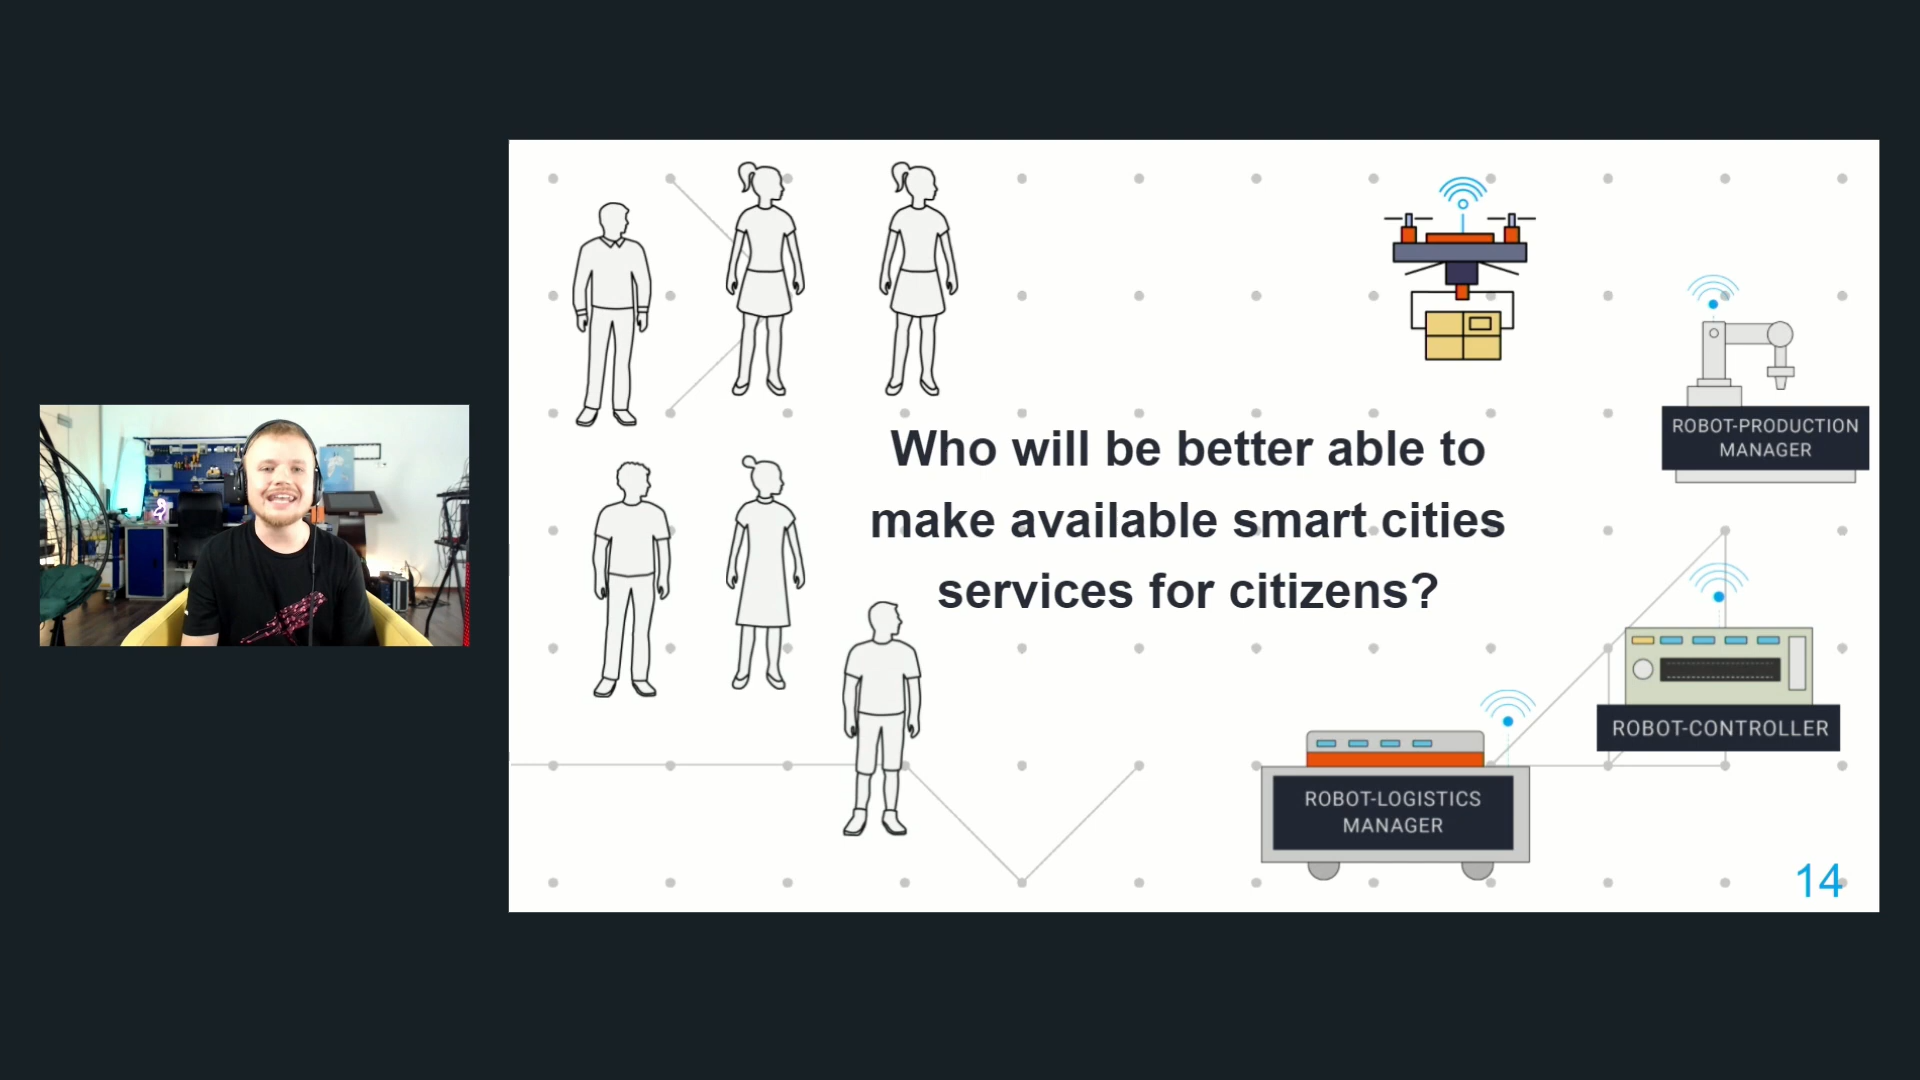 Who will be better able to
make available smart cities
services for citizens?
ROBOT-PRODUCTION
MANAGER
ROBOT-CONTROLLER
ROBOT-LOGISTICS
MANAGER
14